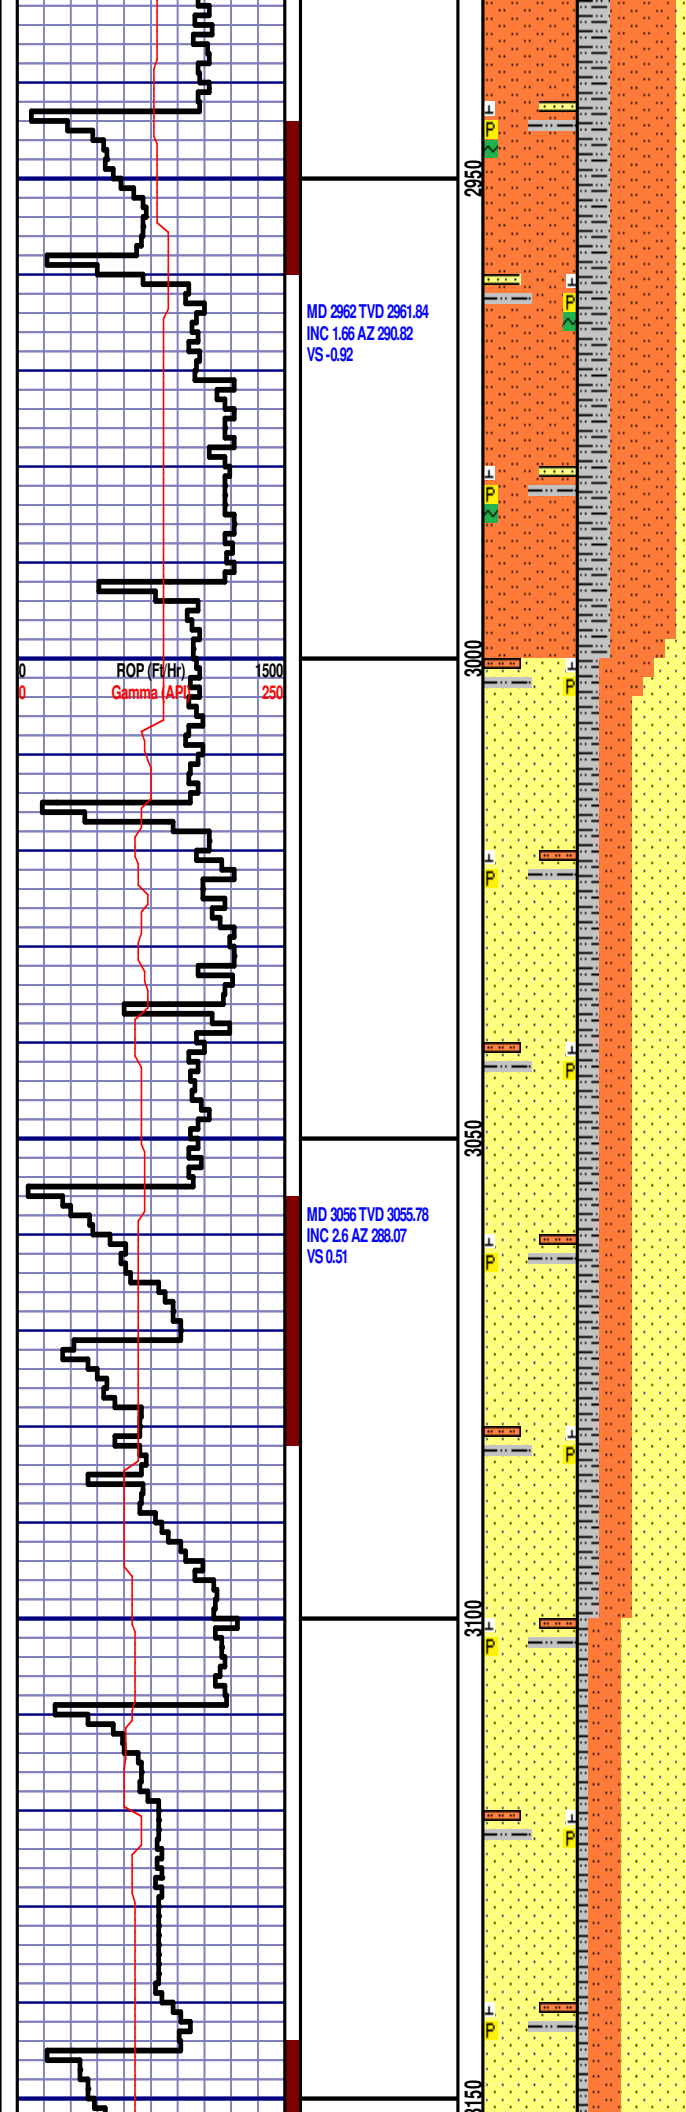 P
2950
P
MD 2962 TVD 2961.84
INC 1.66 AZ 290.82
VS -0.92
P
3000
0 ROP (Ft/Hr) 1500
0 Gamma (API) 250
P
P
P
3050
MD 3056 TVD 3055.78
INC 2.6 AZ 288.07
VS 0.51
P
P
3100
P
P
P
3150